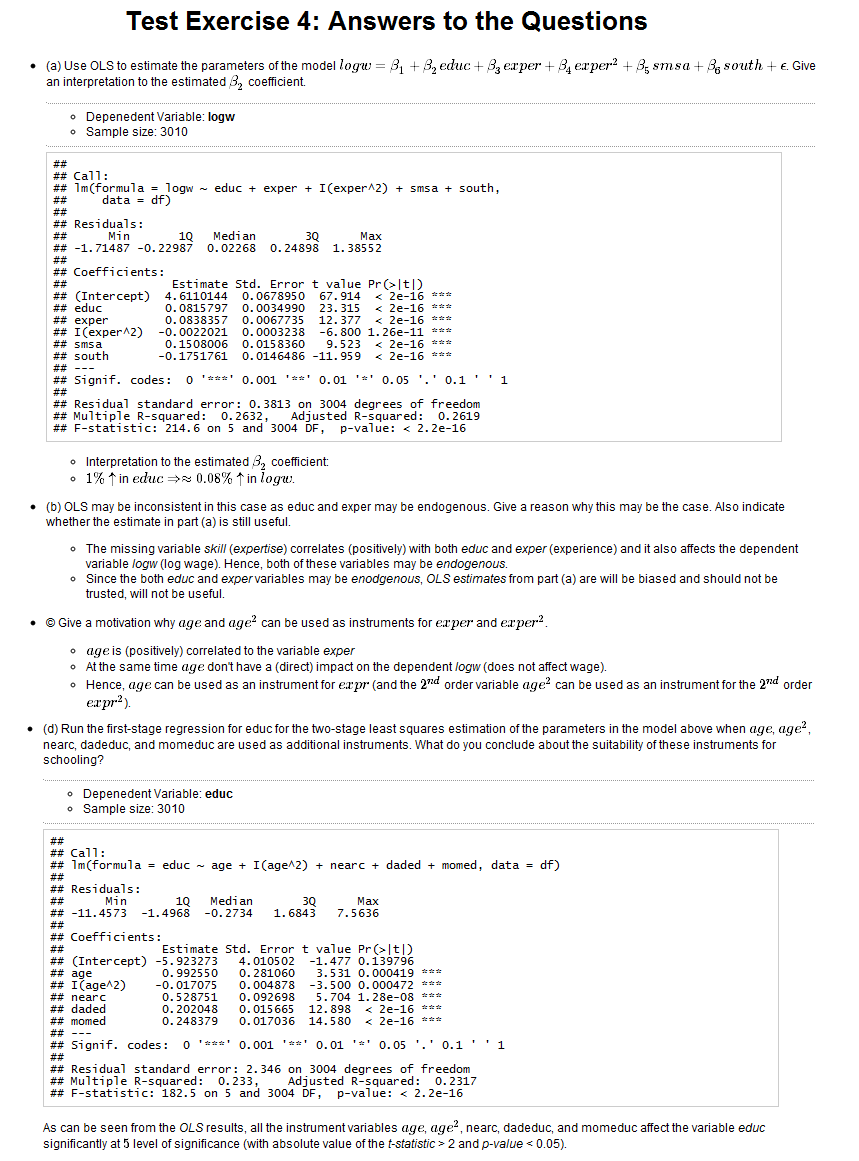 Test Exercise 4: Answers to the Questions
• (a) Use OLS to estimate the parameters of the model logw = β₁ + β₂ educ + β₃ exper + β₄ exper² + β₅ smsa + β₆ south + ϵ. Give
an interpretation to the estimated β₂ coefficient.
◦ Depenedent Variable: logw
◦ Sample size: 3010
##
## Call:
## lm(formula = logw ~ educ + exper + I(exper^2) + smsa + south,
##     data = df)
##
## Residuals:
##      Min       1Q   Median       3Q      Max
## -1.71487 -0.22987  0.02268  0.24898  1.38552
##
## Coefficients:
##               Estimate Std. Error t value Pr(>|t|)
## (Intercept)  4.6110144  0.0678950  67.914  < 2e-16 ***
## educ         0.0815797  0.0034990  23.315  < 2e-16 ***
## exper        0.0838357  0.0067735  12.377  < 2e-16 ***
## I(exper^2)  -0.0022021  0.0003238  -6.800 1.26e-11 ***
## smsa         0.1508006  0.0158360   9.523  < 2e-16 ***
## south       -0.1751761  0.0146486 -11.959  < 2e-16 ***
## ---
## Signif. codes:  0 '***' 0.001 '**' 0.01 '*' 0.05 '.' 0.1 ' ' 1
##
## Residual standard error: 0.3813 on 3004 degrees of freedom
## Multiple R-squared:  0.2632,    Adjusted R-squared:  0.2619
## F-statistic: 214.6 on 5 and 3004 DF,  p-value: < 2.2e-16
◦ Interpretation to the estimated β₂ coefficient:
◦ 1% ↑ in educ ⇒≈ 0.08% ↑ in logw.
• (b) OLS may be inconsistent in this case as educ and exper may be endogenous. Give a reason why this may be the case. Also indicate
whether the estimate in part (a) is still useful.
◦ The missing variable skill (expertise) correlates (positively) with both educ and exper (experience) and it also affects the dependent
variable logw (log wage). Hence, both of these variables may be endogenous.
◦ Since the both educ and exper variables may be enodgenous, OLS estimates from part (a) are will be biased and should not be
trusted, will not be useful.
• © Give a motivation why age and age² can be used as instruments for exper and exper².
◦ age is (positively) correlated to the variable exper
◦ At the same time age don't have a (direct) impact on the dependent logw (does not affect wage).
◦ Hence, age can be used as an instrument for expr (and the 2ⁿᵈ order variable age² can be used as an instrument for the 2ⁿᵈ order
expr²).
• (d) Run the first-stage regression for educ for the two-stage least squares estimation of the parameters in the model above when age, age²,
nearc, dadeduc, and momeduc are used as additional instruments. What do you conclude about the suitability of these instruments for
schooling?
◦ Depenedent Variable: educ
◦ Sample size: 3010
##
## Call:
## lm(formula = educ ~ age + I(age^2) + nearc + daded + momed, data = df)
##
## Residuals:
##      Min       1Q   Median       3Q      Max
## -11.4573  -1.4968  -0.2734   1.6843   7.5636
##
## Coefficients:
##              Estimate Std. Error t value Pr(>|t|)
## (Intercept) -5.923273   4.010502  -1.477 0.139796
## age          0.992550   0.281060   3.531 0.000419 ***
## I(age^2)    -0.017075   0.004878  -3.500 0.000472 ***
## nearc        0.528751   0.092698   5.704 1.28e-08 ***
## daded        0.202048   0.015665  12.898  < 2e-16 ***
## momed        0.248379   0.017036  14.580  < 2e-16 ***
## ---
## Signif. codes:  0 '***' 0.001 '**' 0.01 '*' 0.05 '.' 0.1 ' ' 1
##
## Residual standard error: 2.346 on 3004 degrees of freedom
## Multiple R-squared:  0.233,     Adjusted R-squared:  0.2317
## F-statistic: 182.5 on 5 and 3004 DF,  p-value: < 2.2e-16
As can be seen from the OLS results, all the instrument variables age, age², nearc, dadeduc, and momeduc affect the variable educ
significantly at 5 level of significance (with absolute value of the t-statistic > 2 and p-value < 0.05).